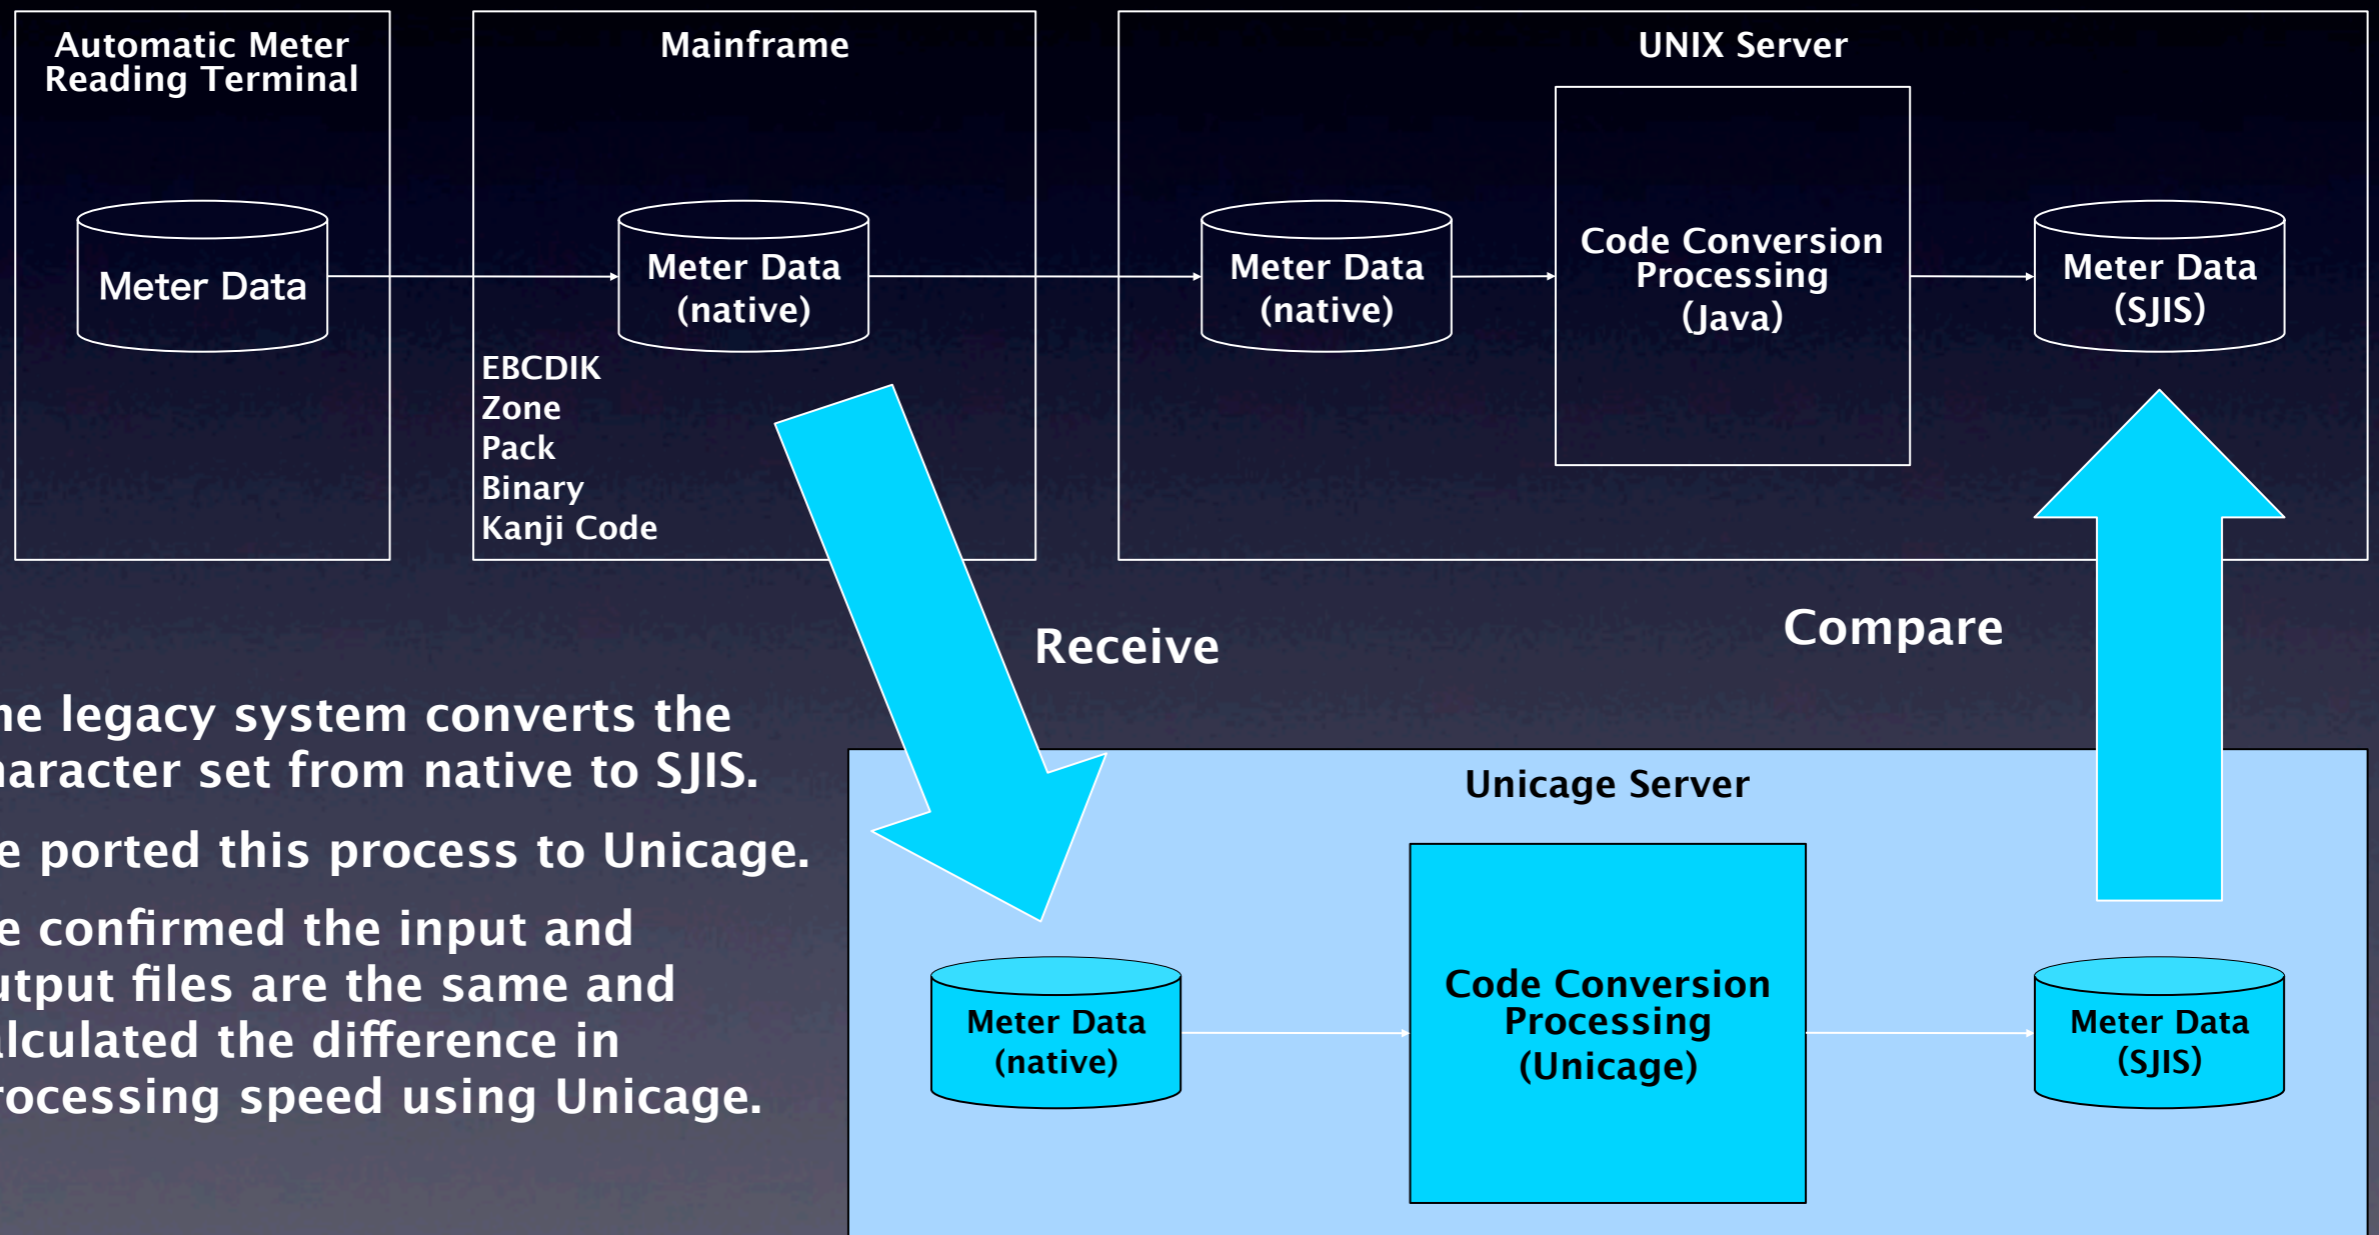 Automatic Meter
Reading Terminal
Meter Data
Mainframe
Meter Data
(native)
EBCDIK
Zone
Pack
Binary
Kanji Code
UNIX Server
Meter Data
(native)
Code Conversion
Processing
(Java)
Meter Data
(SJIS)
Receive
Compare
he legacy system converts the
haracter set from native to SJIS.
e ported this process to Unicage.
e confirmed the input and
utput files are the same and
alculated the difference in
rocessing speed using Unicage.
Unicage Server
Meter Data
(native)
Code Conversion
Processing
(Unicage)
Meter Data
(SJIS)